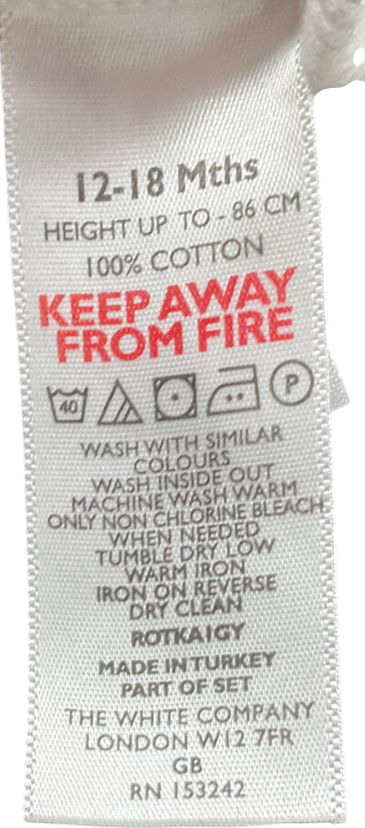 12-18 Mths
HEIGHT UP TO - 86 CM
100% COTTON
KEEP AWAY
FROM FIRE
40 P
WASH WITH SIMILAR
COLOURS
WASH INSIDE OUT
MACHINE WASH WARM
ONLY NON CHLORINE BLEACH
WHEN NEEDED
TUMBLE DRY LOW
WARM IRON
IRON ON REVERSE
DRY CLEAN
ROTKAIGY
MADE IN TURKEY
PART OF SET
THE WHITE COMPANY
LONDON W12 7FR
GB
RN 153242